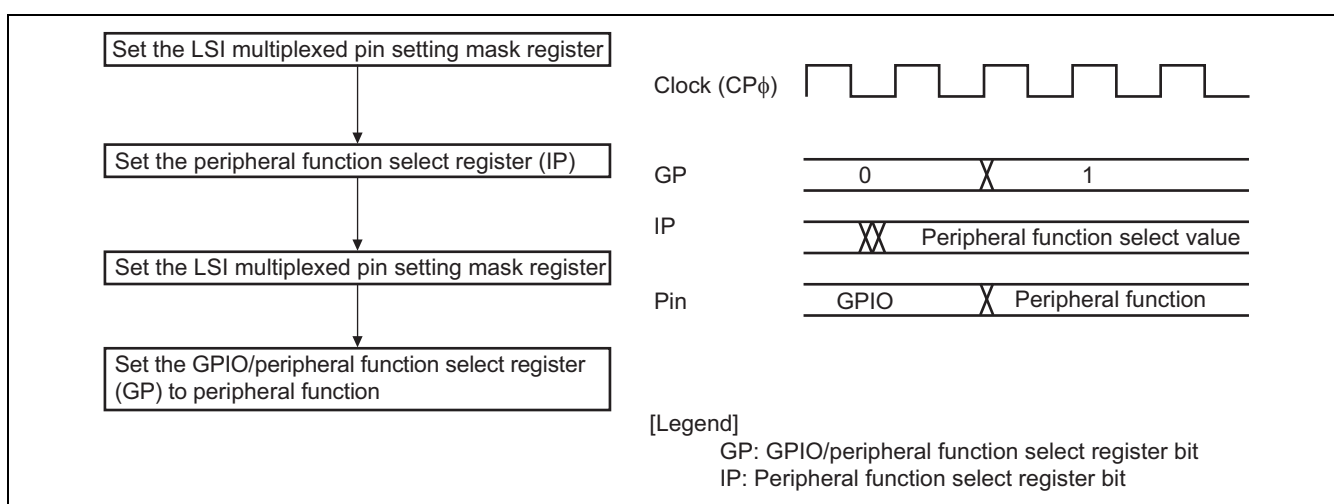 Set the LSI multiplexed pin setting mask register
Set the peripheral function select register (IP)
Set the LSI multiplexed pin setting mask register
Set the GPIO/peripheral function select register
(GP) to peripheral function
Clock (CPϕ)
GP
0
1
IP
Peripheral function select value
Pin
GPIO
Peripheral function
[Legend]
GP: GPIO/peripheral function select register bit
IP: Peripheral function select register bit